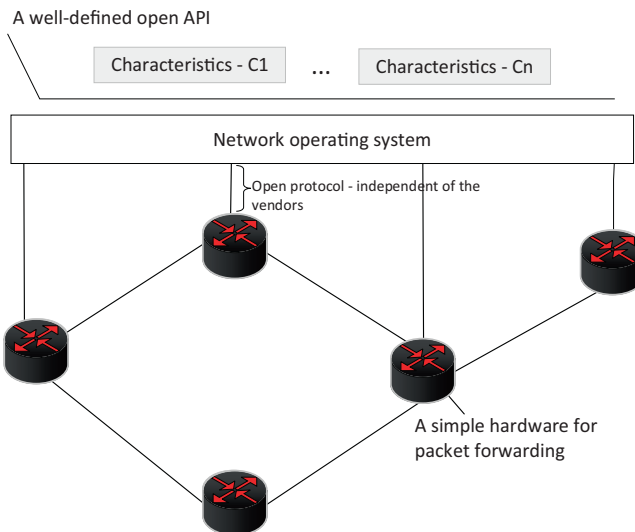 A well-defined open API
Characteristics - C1 ... Characteristics - Cn
Network operating system
Open protocol - independent of the
vendors
A simple hardware for
packet forwarding